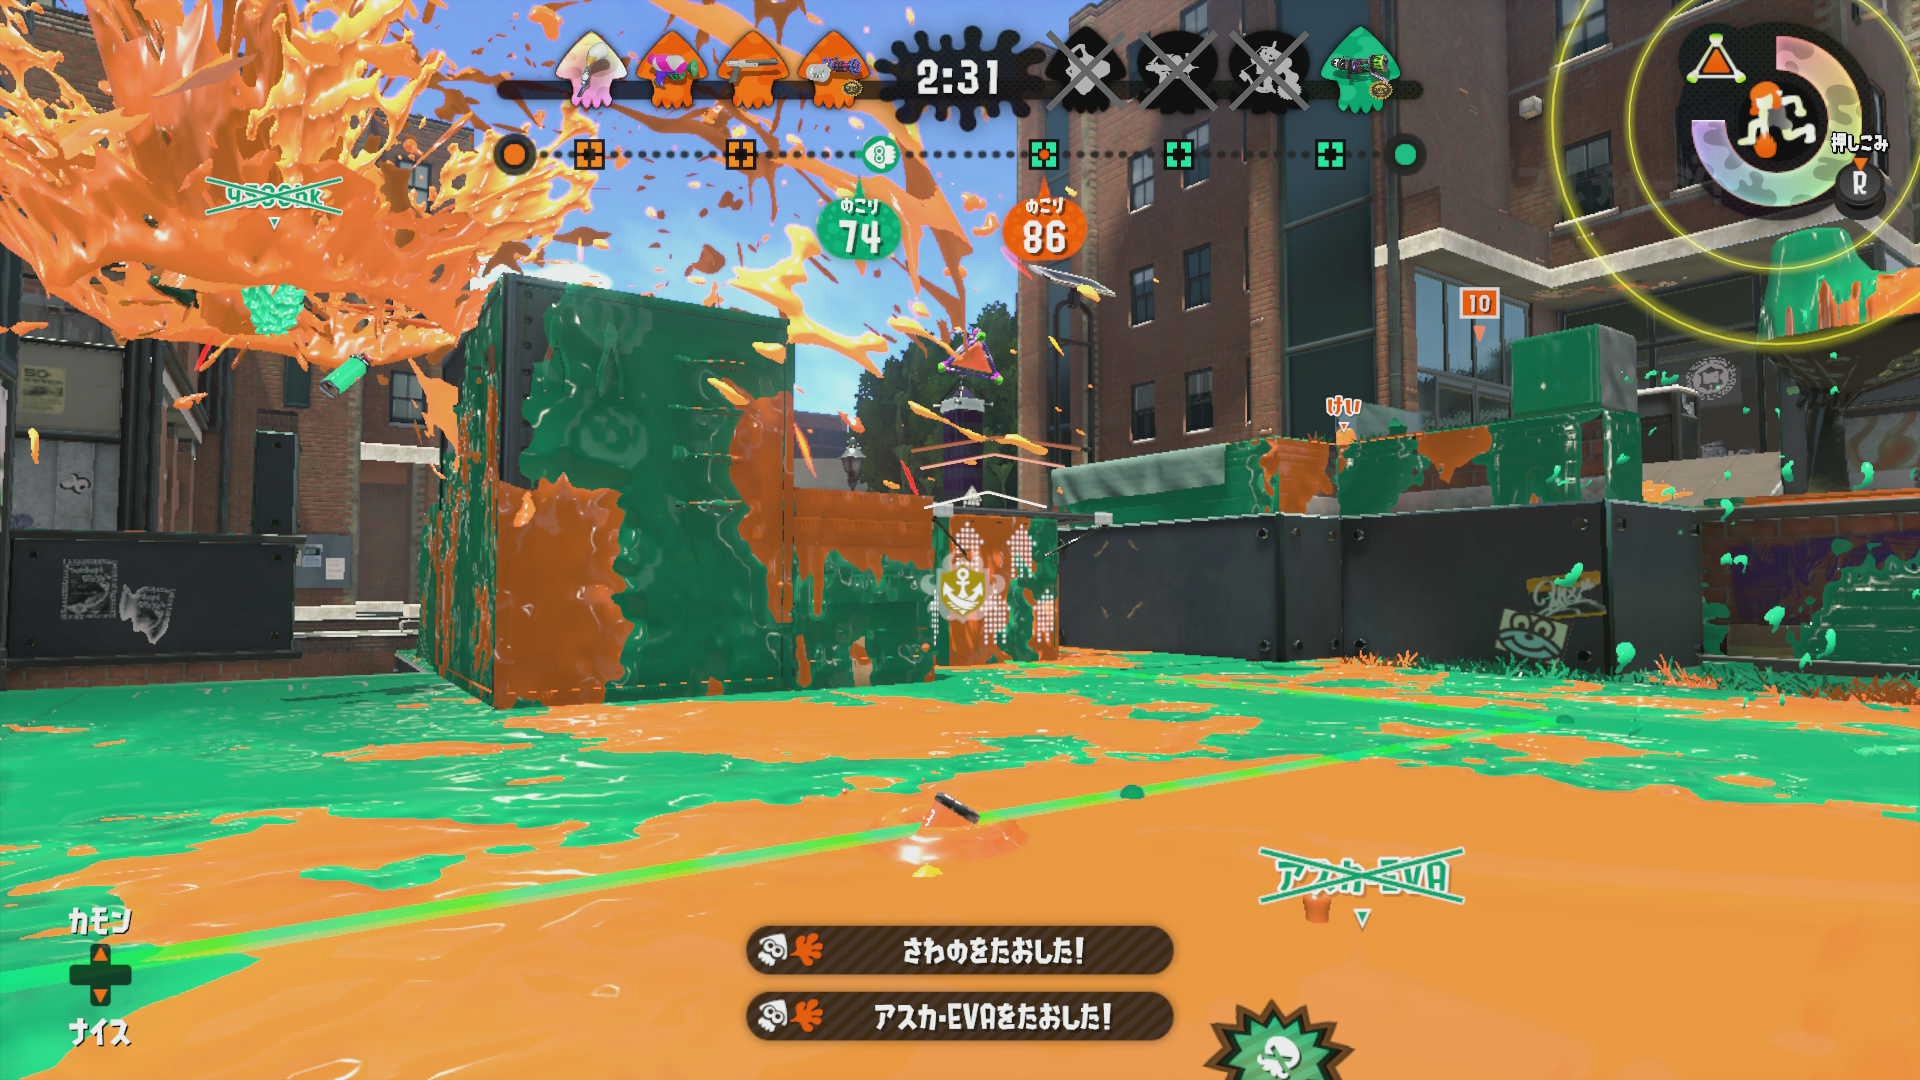 2:31
押しこみ
R
4500nk
のこり
74
のこり
86
10
けい
アスカ-EVA
カモン
ナイス
さわめをたおした!
アスカ-EVAをたおした!